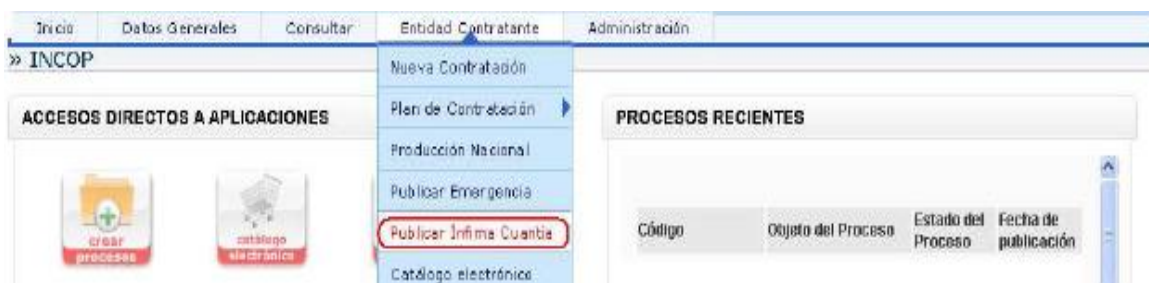 Inicio Datos Generales Consultar Entidad Contratante Administración
» INCOP
Nueva Contratación
Plan de Contratación
Producción Nacional
Publicar Emergencia
Publicar Ínfima Cuantía
Catálogo electrónico
ACCESOS DIRECTOS A APLICACIONES
crear
procesos
catálogo
electrónico
PROCESOS RECIENTES
Código Objeto del Proceso Estado del Proceso Fecha de publicación